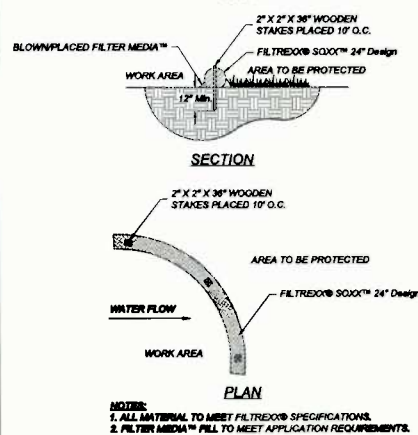 2" X 2" X 36" WOODEN
STAKES PLACED 10' O.C.
BLOWN/PLACED FILTER MEDIA™
FILTREXX® SOXX™ 24" Design
WORK AREA
AREA TO BE PROTECTED
12" Min.
SECTION
2" X 2" X 36" WOODEN
STAKES PLACED 10' O.C.
AREA TO BE PROTECTED
FILTREXX® SOXX™ 24" Design
WATER FLOW
WORK AREA
PLAN
NOTES:
1. ALL MATERIAL TO MEET FILTREXX® SPECIFICATIONS.
2. FILTER MEDIA™ FILL TO MEET APPLICATION REQUIREMENTS.